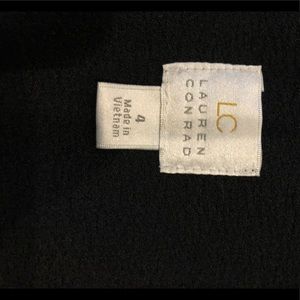 LC
LAUREN
CONRAD
4
Made in
Vietnam